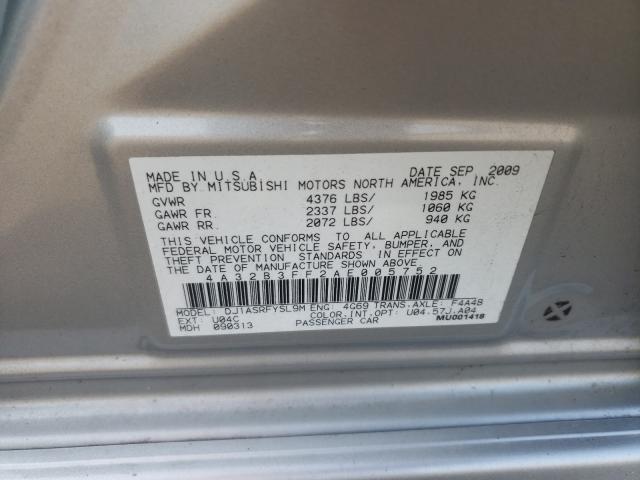 MADE IN U.S.A. DATE SEP 2009
MFD BY MITSUBISHI MOTORS NORTH AMERICA, INC.
GVWR 4376 LBS/ 1985 KG
GAWR FR. 2337 LBS/ 1060 KG
GAWR RR. 2072 LBS/ 940 KG
THIS VEHICLE CONFORMS TO ALL APPLICABLE
FEDERAL MOTOR VEHICLE SAFETY, BUMPER, AND
THEFT PREVENTION STANDARDS IN EFFECT ON
THE DATE OF MANUFACTURE SHOWN ABOVE.
4A32B3FF2AE005752
MODEL: DJ1ASRFYSL9M ENG: 4G69 TRANS.AXLE: F4A4B
EXT: U04C COLOR.INT.OPT: U04.57J.A04
MDH 090313 PASSENGER CAR MU001418